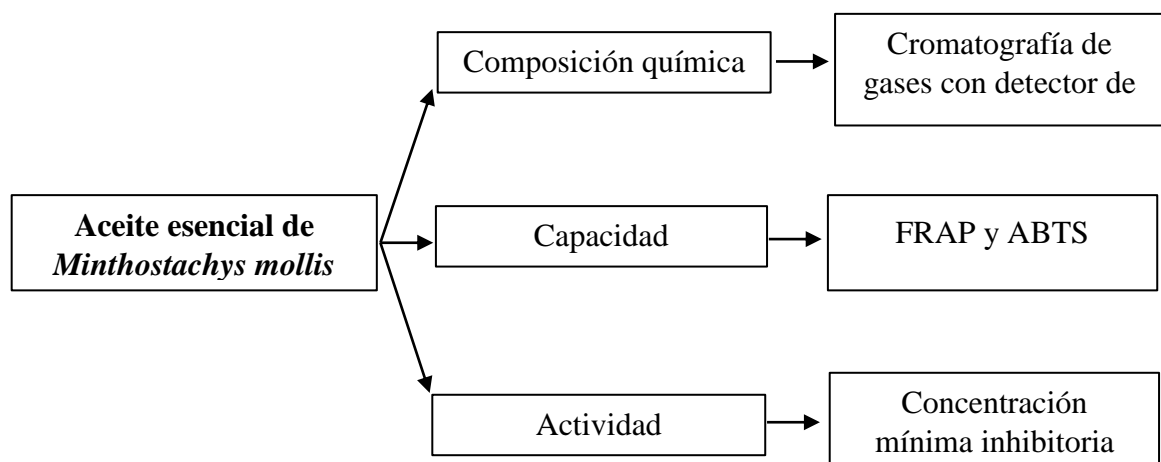 Composición química
Cromatografía de
gases con detector de
Aceite esencial de
Minthostachys mollis
Capacidad
FRAP y ABTS
Actividad
Concentración
mínima inhibitoria